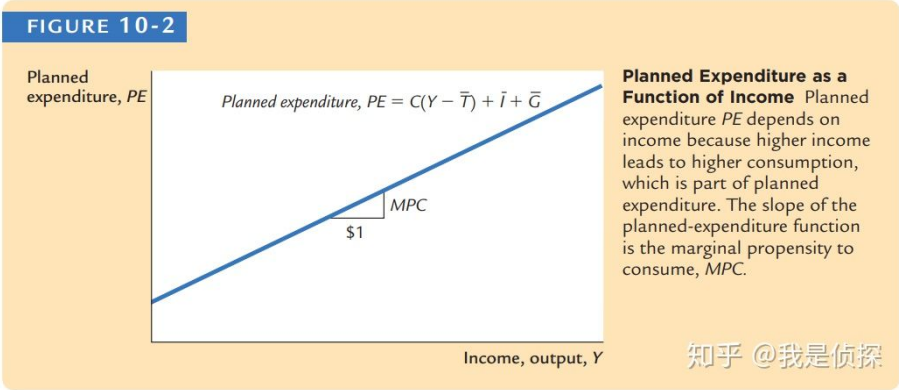 FIGURE 10-2
Planned
expenditure, PE
Planned expenditure, PE = C(Y − T̅) + I̅ + G̅
MPC
$1
Income, output, Y
Planned Expenditure as a
Function of Income Planned
expenditure PE depends on
income because higher income
leads to higher consumption,
which is part of planned
expenditure. The slope of the
planned-expenditure function
is the marginal propensity to
consume, MPC.
知乎 @我是侦探